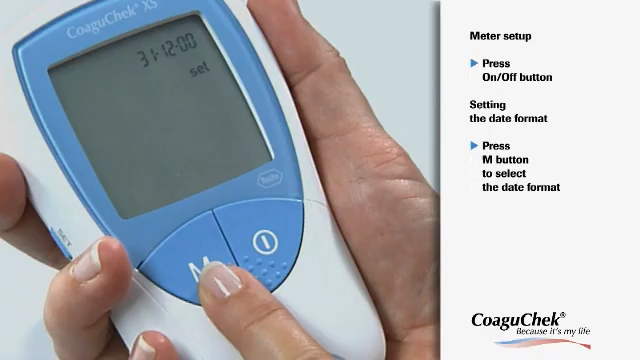 CoaguChek XS
31-12-00
set
Roche
SET
M
Meter setup
Press
On/Off button
Setting
the date format
Press
M button
to select
the date format
CoaguChek®
Because it's my life